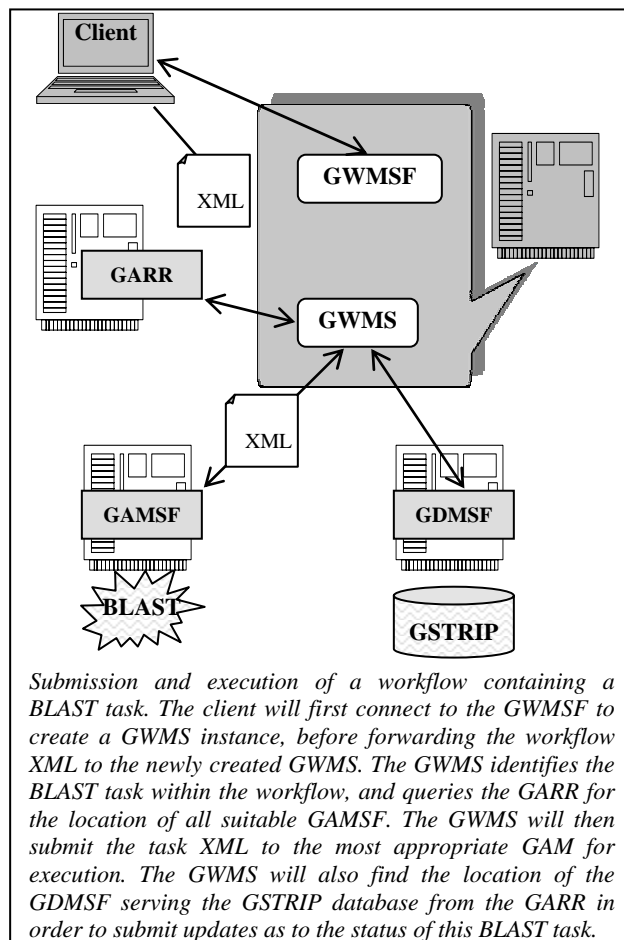 Client
GWMSF
XML
GARR
GWMS
XML
GAMSF
GDMSF
BLAST
GSTRIP
Submission and execution of a workflow containing a
BLAST task. The client will first connect to the GWMSF to
create a GWMS instance, before forwarding the workflow
XML to the newly created GWMS. The GWMS identifies the
BLAST task within the workflow, and queries the GARR for
the location of all suitable GAMSF. The GWMS will then
submit the task XML to the most appropriate GAM for
execution. The GWMS will also find the location of the
GDMSF serving the GSTRIP database from the GARR in
order to submit updates as to the status of this BLAST task.